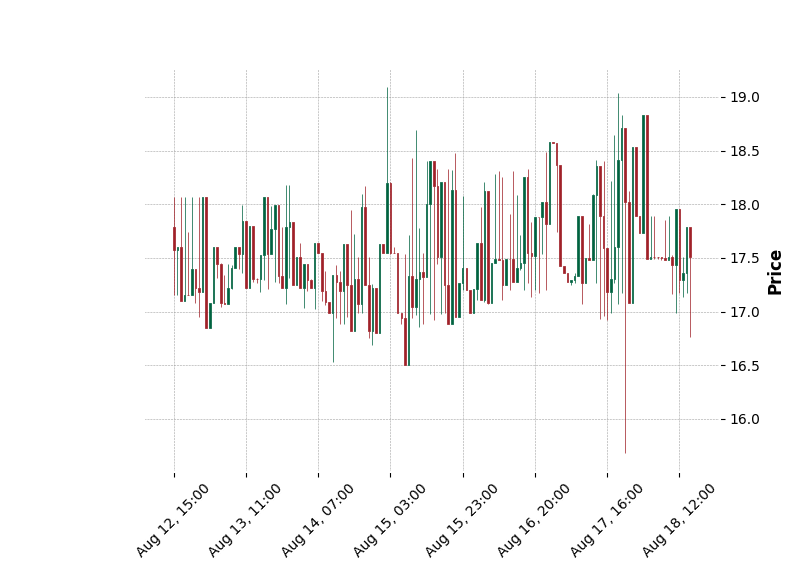 19.0
18.5
18.0
17.5
17.0
16.5
16.0
Price
Aug 12, 15:00
Aug 13, 11:00
Aug 14, 07:00
Aug 15, 03:00
Aug 15, 23:00
Aug 16, 20:00
Aug 17, 16:00
Aug 18, 12:00